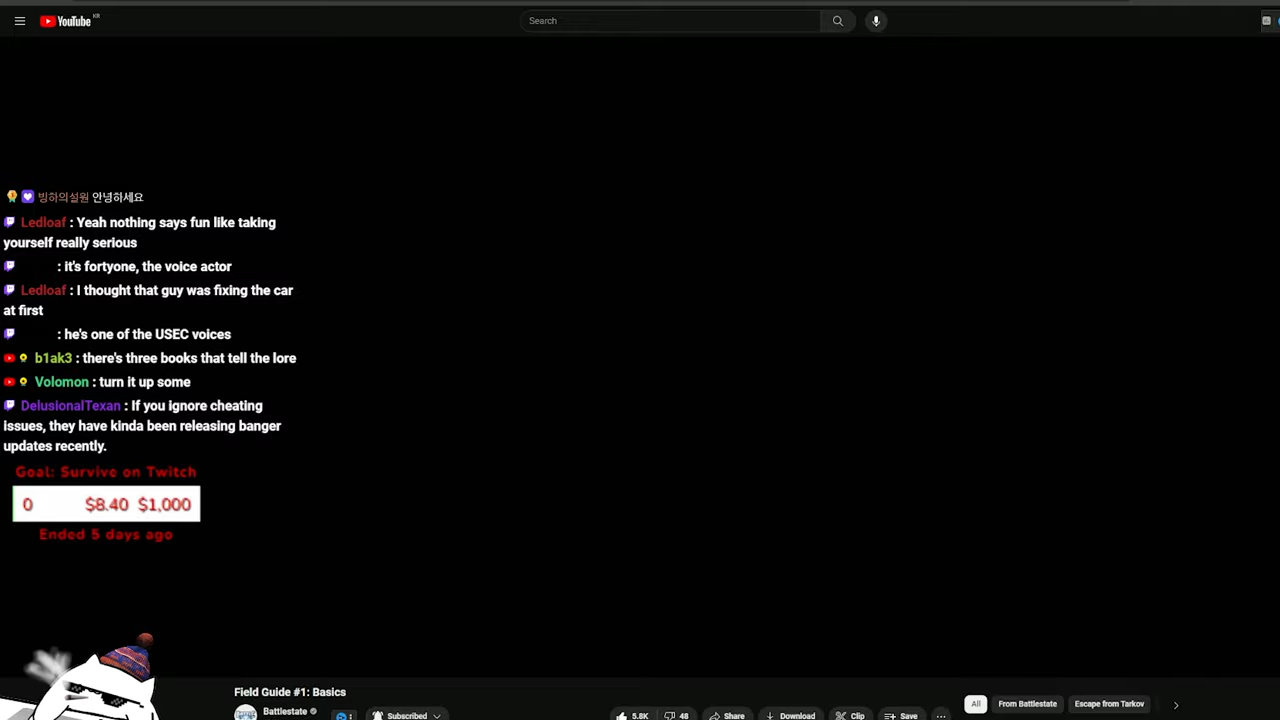 YouTube KR
Search
빙하의설원 안녕하세요
Ledloaf : Yeah nothing says fun like taking
yourself really serious
: it's fortyone, the voice actor
Ledloaf : I thought that guy was fixing the car
at first
: he's one of the USEC voices
b1ak3 : there's three books that tell the lore
Volomon : turn it up some
DelusionalTexan : If you ignore cheating
issues, they have kinda been releasing banger
updates recently.
Goal: Survive on Twitch
0 $8.40 $1,000
Ended 5 days ago
Field Guide #1: Basics
All From Battlestate Escape from Tarkov
Battlestate
Subscribed 5.8K 48 Share Download Clip Save